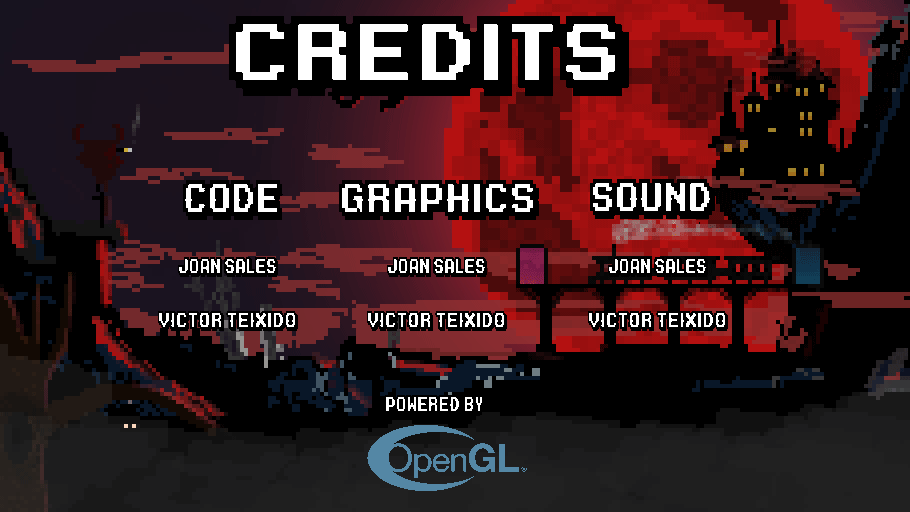 CREDITS
CODE GRAPHICS SOUND
JOAN SALES JOAN SALES JOAN SALES
VICTOR TEIXIDO VICTOR TEIXIDO VICTOR TEIXIDO
POWERED BY
OpenGL